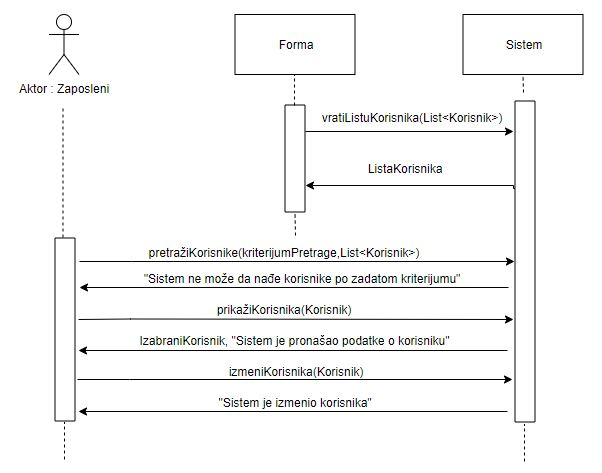 Forma
Sistem
Aktor : Zaposleni
vratiListuKorisnika(List<Korisnik>)
ListaKorisnika
pretražiKorisnike(kriterijumPretrage,List<Korisnik>)
"Sistem ne može da nađe korisnike po zadatom kriterijumu"
prikažiKorisnika(Korisnik)
IzabraniKorisnik, "Sistem je pronašao podatke o korisniku"
izmeniKorisnika(Korisnik)
"Sistem je izmenio korisnika"